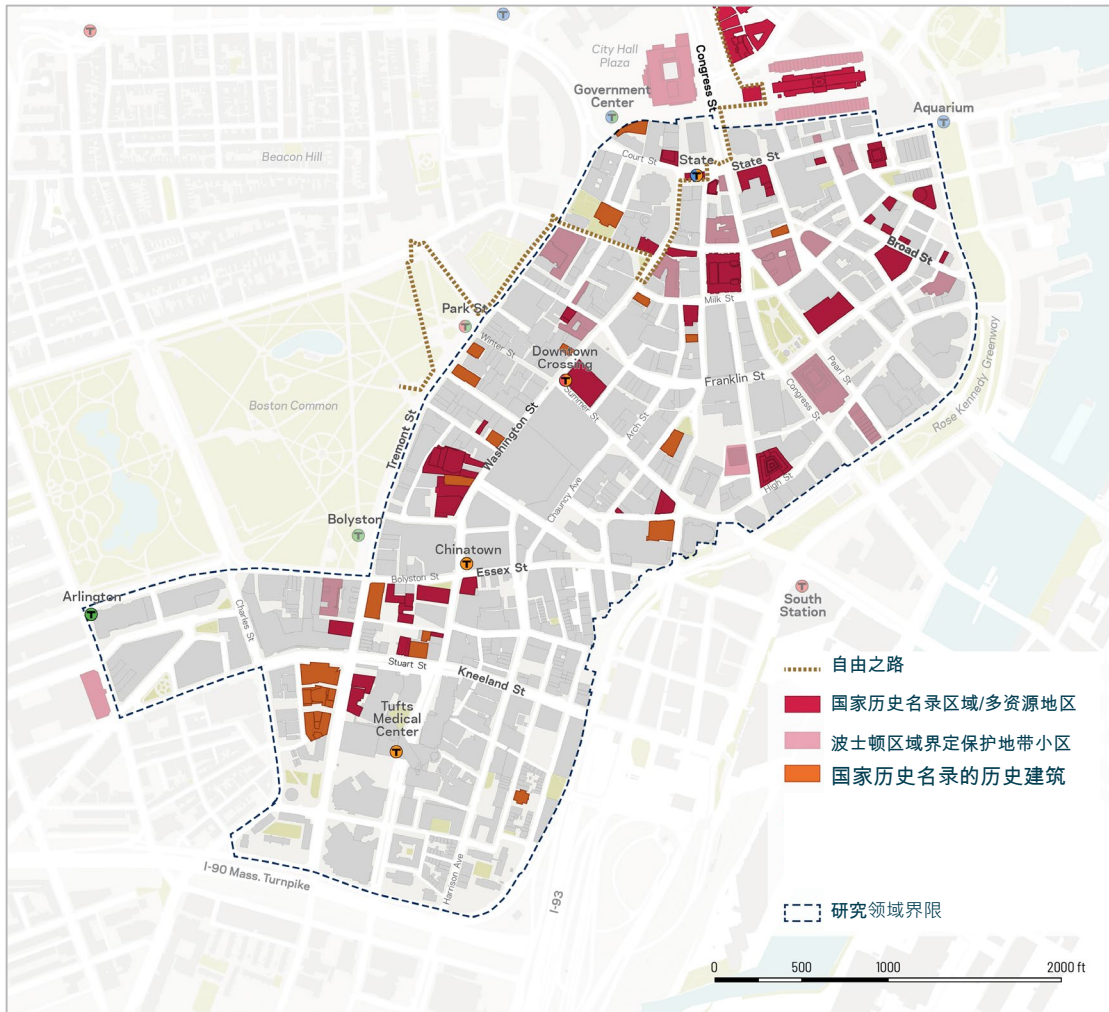 City Hall
Plaza
Congress St
Government
Center
Aquarium
Beacon Hill
Court St
State
State St
Broad St
Park St
Milk St
Winter St
Downtown
Crossing
Franklin St
Pearl St
Congress St
Summer St
Arch St
Rose Kennedy Greenway
Boston Common
Tremont St
Washington St
High St
Chauncy Ave
Bolyston
Chinatown
Bolyston St
Essex St
Arlington
Charles St
South
Station
Stuart St
Kneeland St
Tufts
Medical
Center
Harrison Ave
I-90 Mass. Turnpike
I-93
自由之路
国家历史名录区域/多资源地区
波士顿区域界定保护地带小区
国家历史名录的历史建筑
研究领域界限
0 500 1000 2000 ft